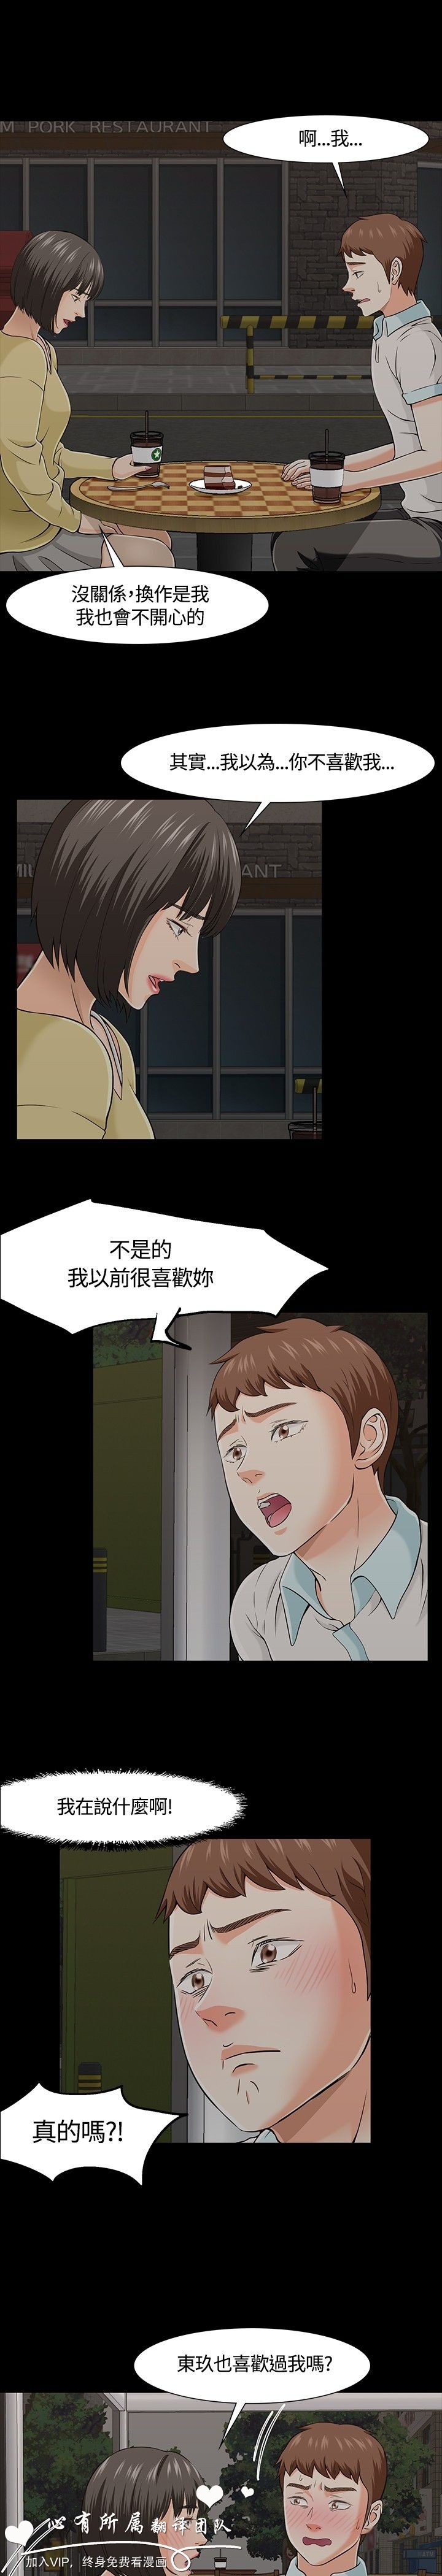 M PORK RESTAURANT
啊...我...
沒關係,換作是我
我也會不開心的
其實...我以為...你不喜歡我...
ANT
不是的
我以前很喜歡妳
我在說什麼啊!
真的嗎?!
東玖也喜歡過我嗎?
心有所属翻译团队
加入VIP，终身免费看漫画